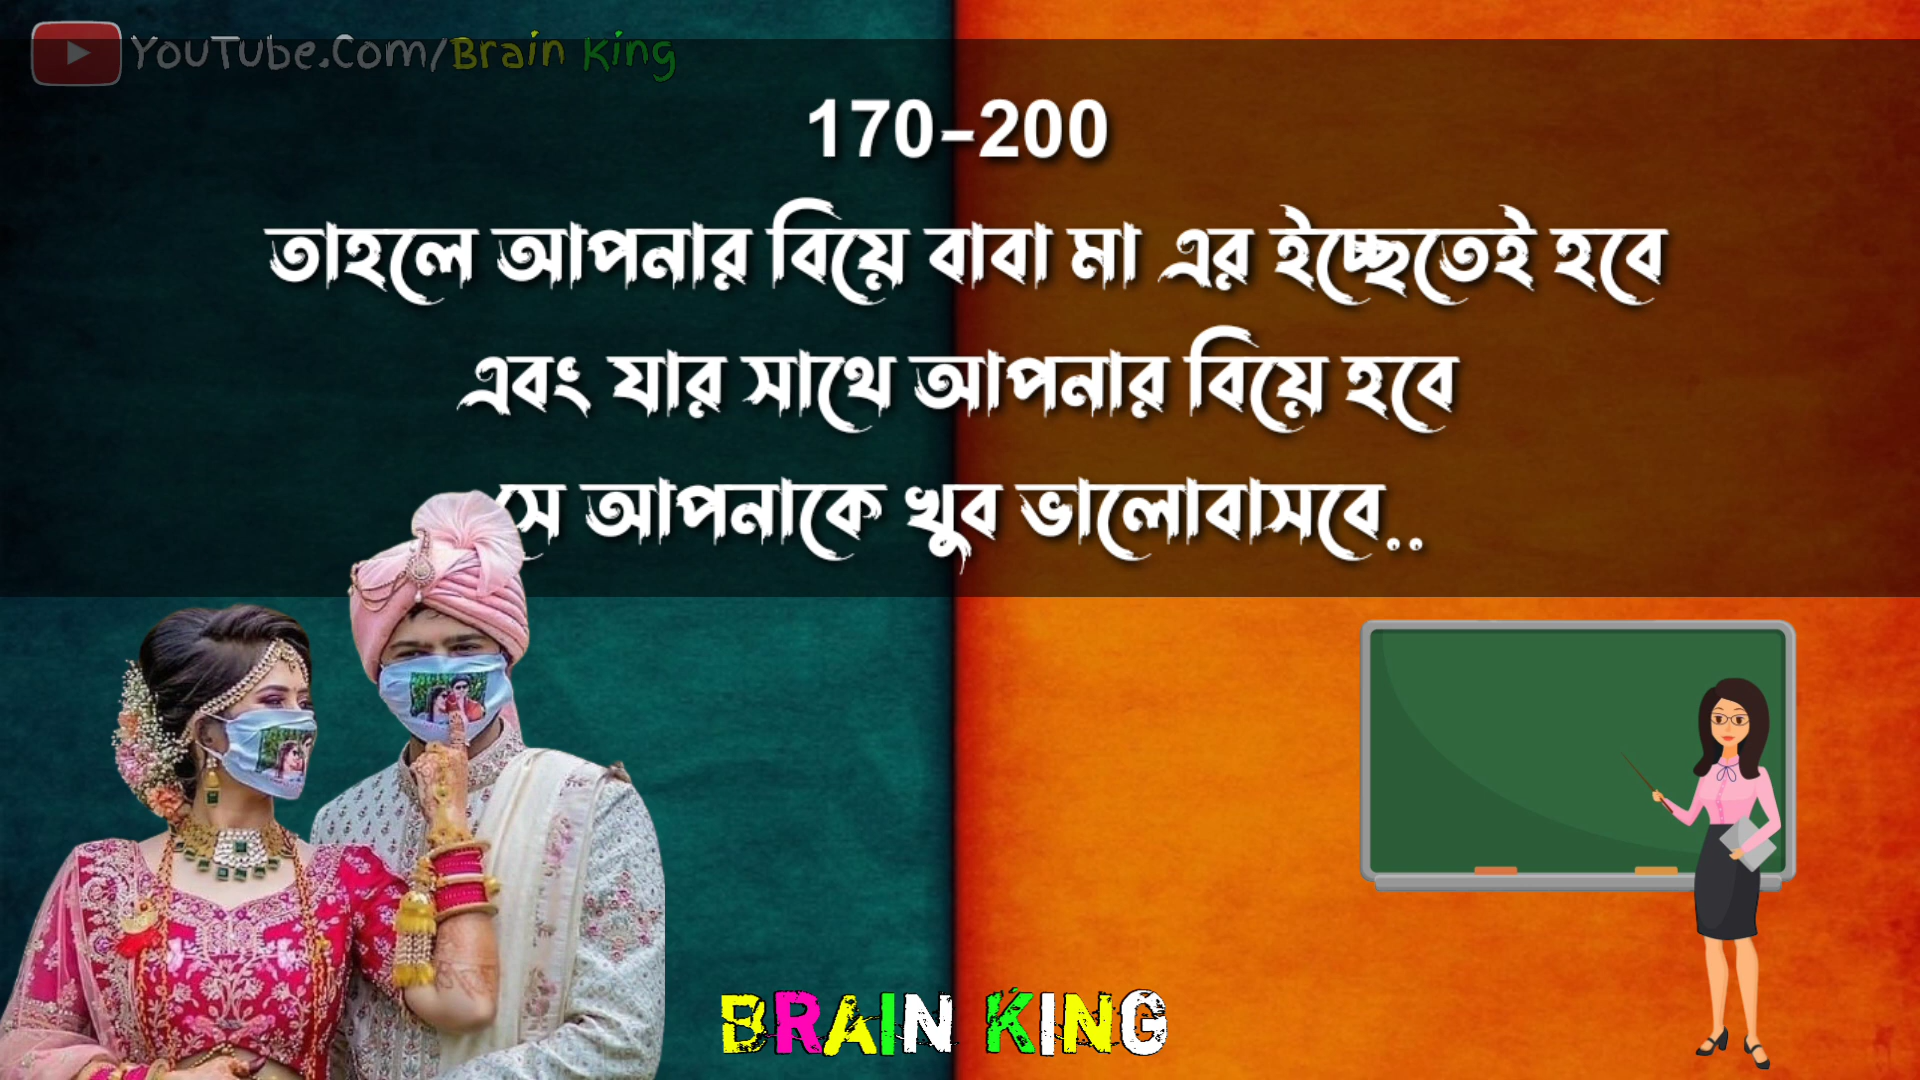 YouTube.Com/Brain King
170-200
তাহলে আপনার বিয়ে বাবা মা এর ইচ্ছেতেই হবে
এবং যার সাথে আপনার বিয়ে হবে
সে আপনাকে খুব ভালোবাসবে..
BRAIN KING